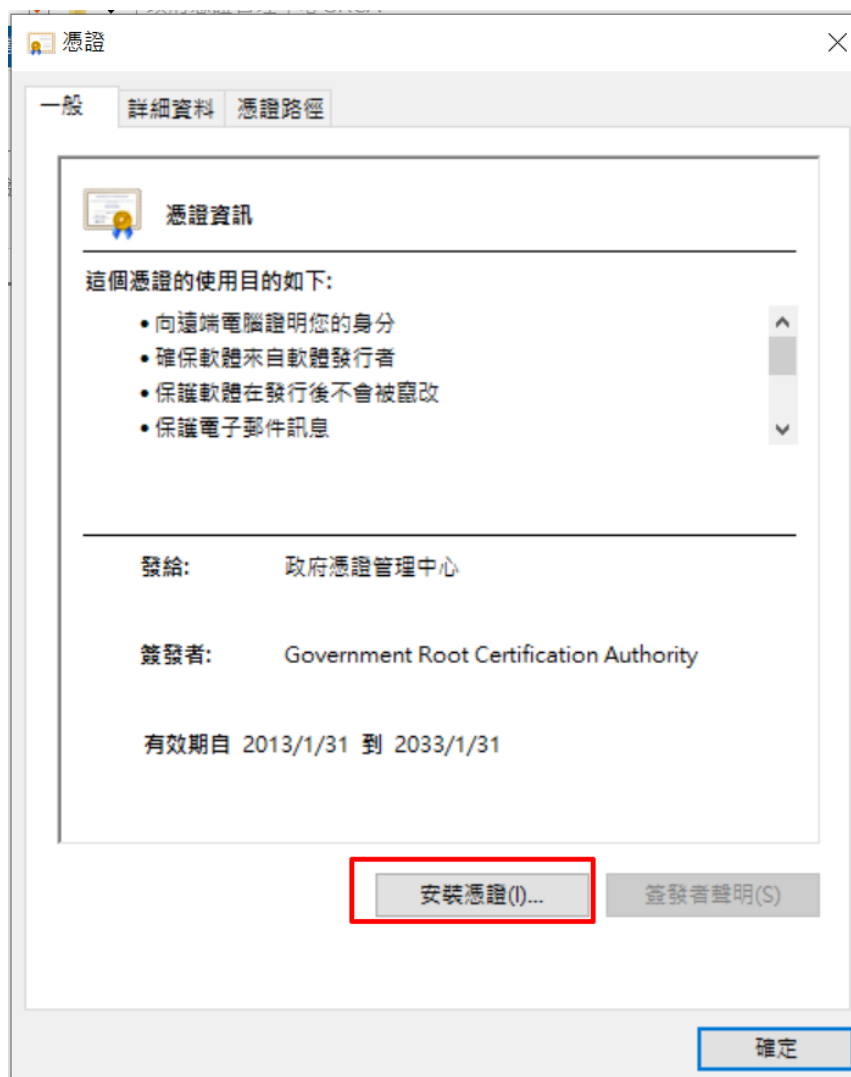 憑證
一般 詳細資料 憑證路徑
憑證資訊
這個憑證的使用目的如下:
• 向遠端電腦證明您的身分
• 確保軟體來自軟體發行者
• 保護軟體在發行後不會被竄改
• 保護電子郵件訊息
發給: 政府憑證管理中心
簽發者: Government Root Certification Authority
有效期自 2013/1/31 到 2033/1/31
安裝憑證(I)... 簽發者聲明(S)
確定